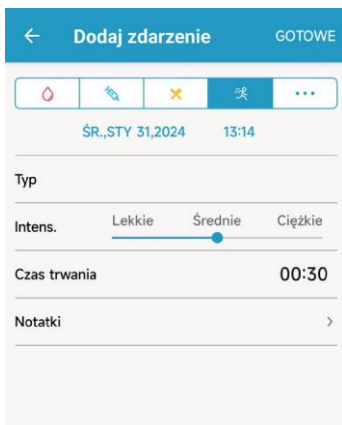 Dodaj zdarzenie GOTOWE
ŚR.,STY 31,2024 13:14
Typ
Intens. Lekkie Średnie Ciężkie
Czas trwania 00:30
Notatki